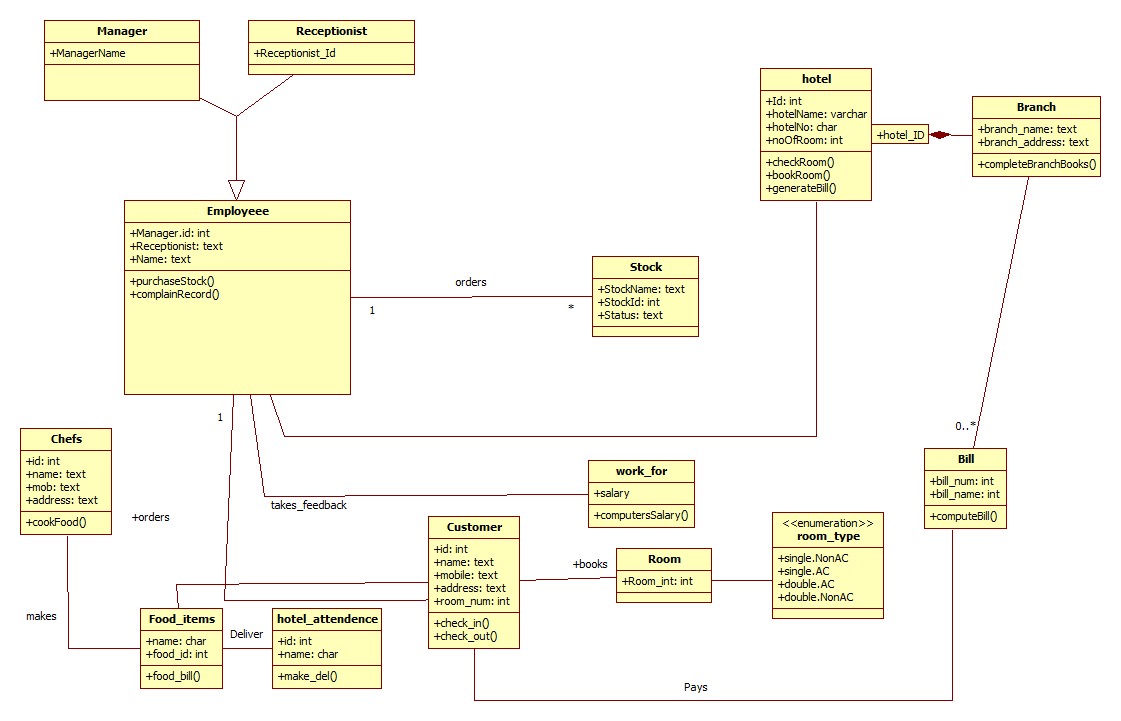 Manager
+ManagerName
Receptionist
+Receptionist_Id
hotel
+Id: int
+hotelName: varchar
+hotelNo: char
+noOfRoom: int
+checkRoom()
+bookRoom()
+generateBill()
+hotel_ID
Branch
+branch_name: text
+branch_address: text
+completeBranchBooks()
Employeee
+Manager.id: int
+Receptionist: text
+Name: text
+purchaseStock()
+complainRecord()
orders
1
*
Stock
+StockName: text
+StockId: int
+Status: text
1
0..*
Chefs
+id: int
+name: text
+mob: text
+address: text
+cookFood()
+orders
takes_feedback
work_for
+salary
+computersSalary()
Bill
+bill_num: int
+bill_name: int
+computeBill()
Customer
+id: int
+name: text
+mobile: text
+address: text
+room_num: int
+check_in()
+check_out()
+books
Room
+Room_int: int
<<enumeration>>
room_type
+single.NonAC
+single.AC
+double.AC
+double.NonAC
makes
Food_items
+name: char
+food_id: int
+food_bill()
Deliver
hotel_attendence
+id: int
+name: char
+make_del()
Pays